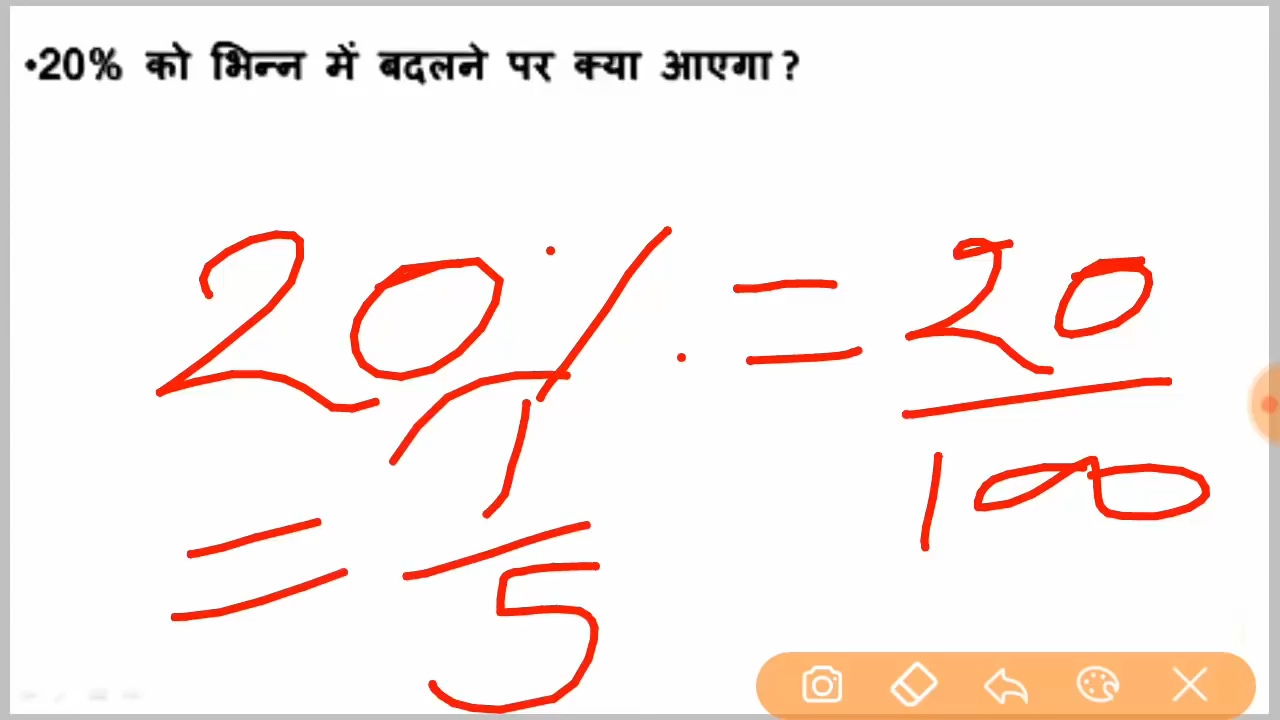 •20% को भिन्न में बदलने पर क्या आएगा?
20% = 20/100
= 1/5